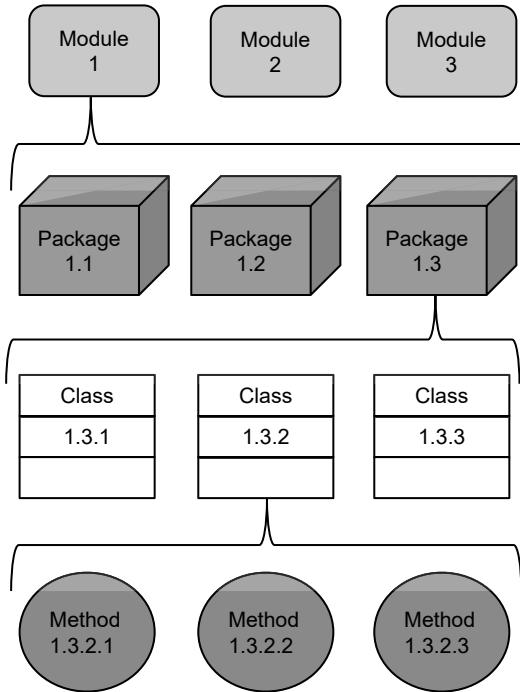 Module
1
Module
2
Module
3
Package
1.1
Package
1.2
Package
1.3
Class
1.3.1
Class
1.3.2
Class
1.3.3
Method
1.3.2.1
Method
1.3.2.2
Method
1.3.2.3